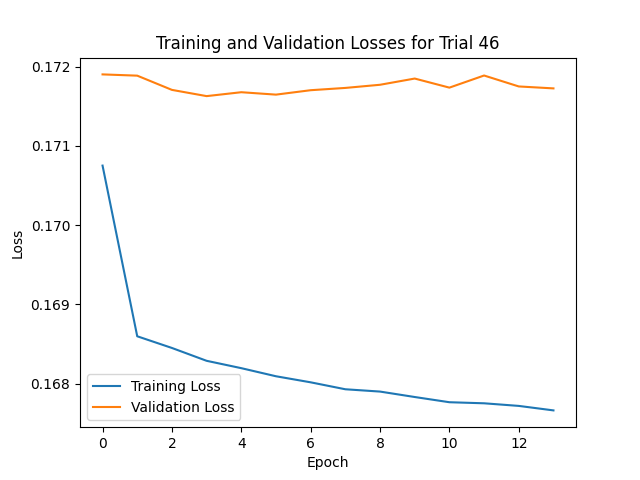 Training and Validation Losses for Trial 46
0.172
0.171
0.170
0.169
0.168
Loss
Training Loss
Validation Loss
0 2 4 6 8 10 12
Epoch